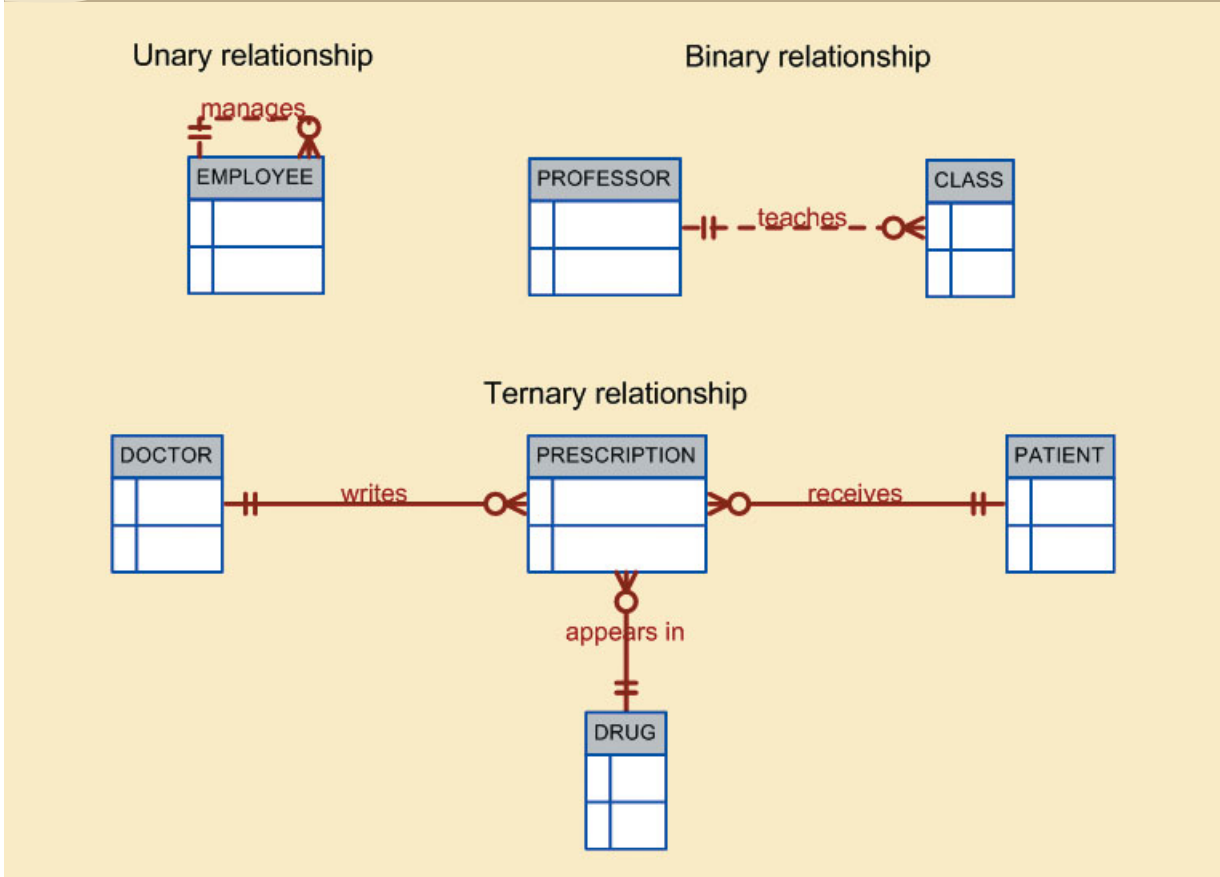 Unary relationship
Binary relationship
manages
EMPLOYEE
PROFESSOR
teaches
CLASS
Ternary relationship
DOCTOR
writes
PRESCRIPTION
receives
PATIENT
appears in
DRUG